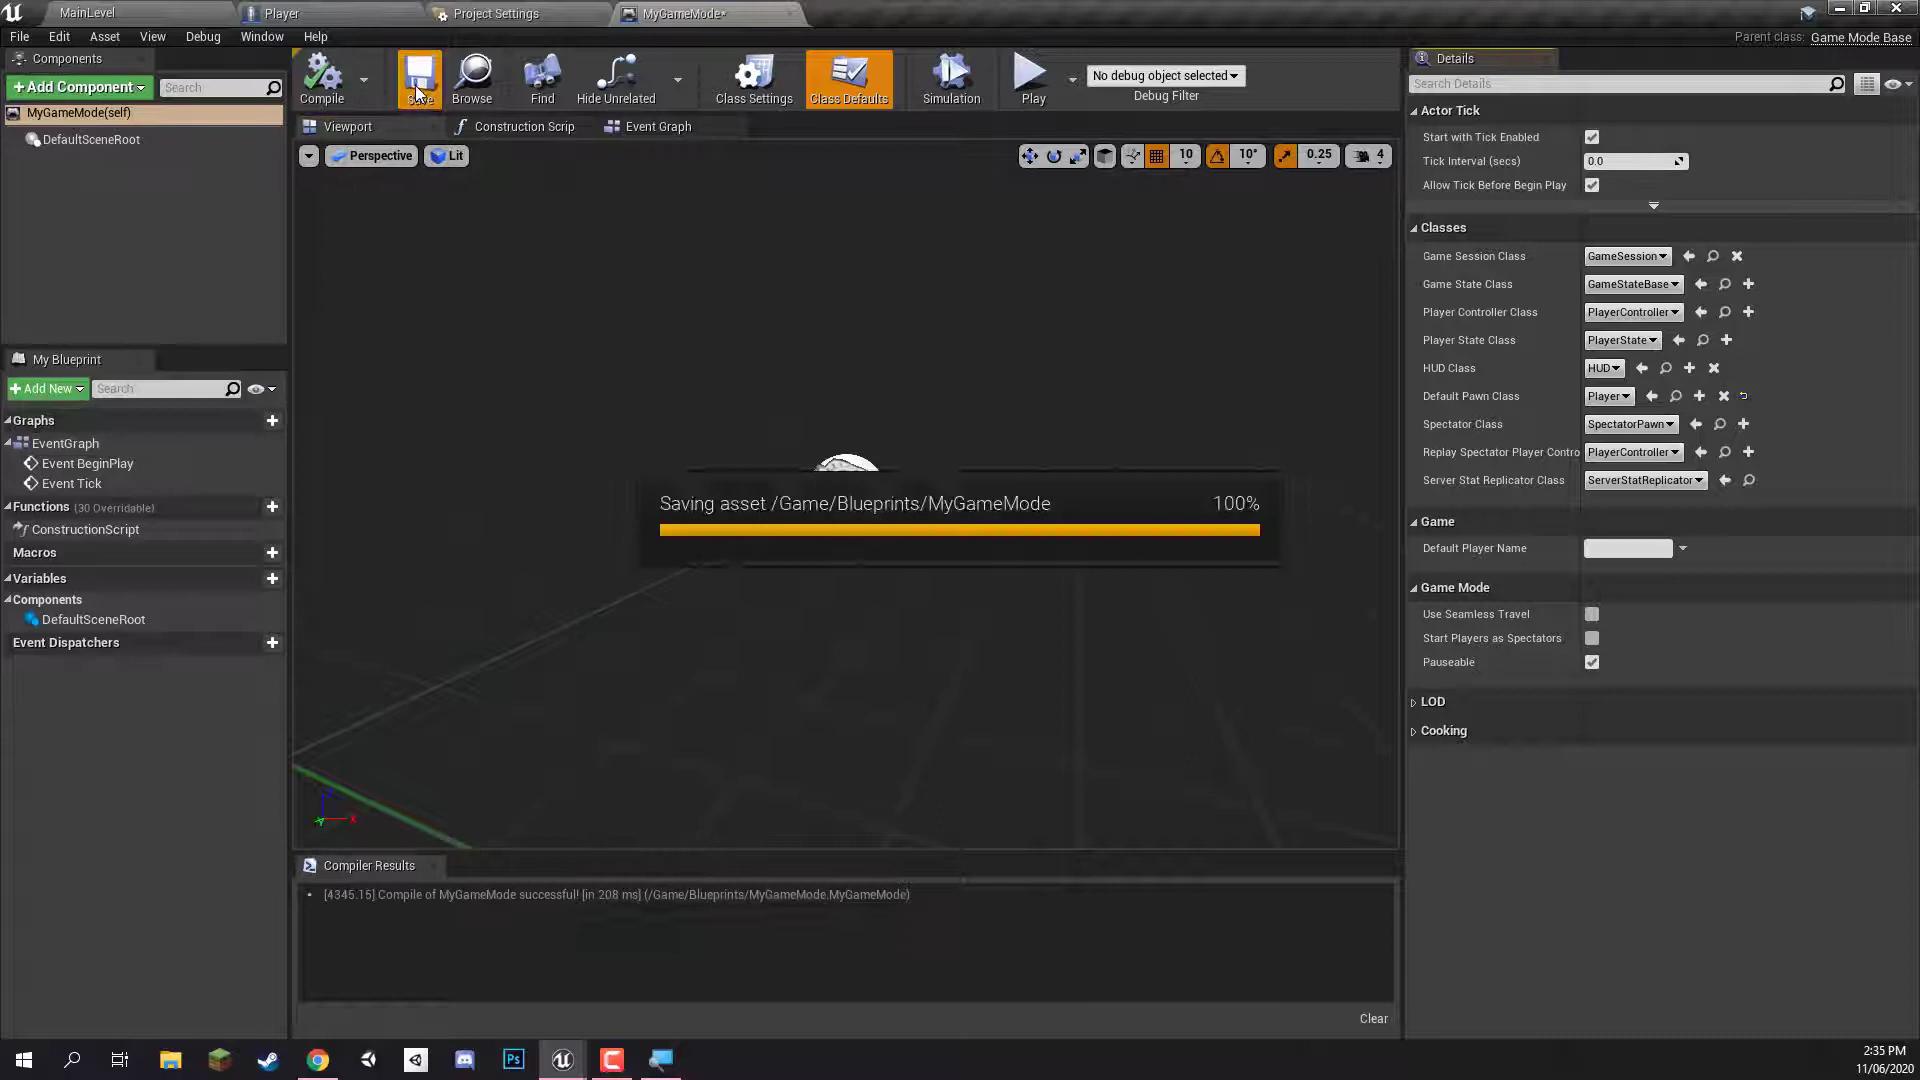 MainLevel
Player
Project Settings
MyGameMode*
File Edit Asset View Debug Window Help
Parent class: Game Mode Base
Components
+ Add Component
Search
MyGameMode(self)
DefaultSceneRoot
Compile
Save
Browse
Find
Hide Unrelated
Class Settings
Class Defaults
Simulation
Play
No debug object selected
Debug Filter
Viewport
Construction Scrip
Event Graph
Perspective
Lit
10
10°
0.25
4
Saving asset /Game/Blueprints/MyGameMode 100%
My Blueprint
+ Add New
Search
Graphs
EventGraph
Event BeginPlay
Event Tick
Functions (30 Overridable)
ConstructionScript
Macros
Variables
Components
DefaultSceneRoot
Event Dispatchers
X
Compiler Results
[4345.15] Compile of MyGameMode successful! [in 208 ms] (/Game/Blueprints/MyGameMode.MyGameMode)
Clear
Details
Search Details
Actor Tick
Start with Tick Enabled
Tick Interval (secs) 0.0
Allow Tick Before Begin Play
Classes
Game Session Class GameSession
Game State Class GameStateBase
Player Controller Class PlayerController
Player State Class PlayerState
HUD Class HUD
Default Pawn Class Player
Spectator Class SpectatorPawn
Replay Spectator Player Contro PlayerController
Server Stat Replicator Class ServerStatReplicator
Game
Default Player Name
Game Mode
Use Seamless Travel
Start Players as Spectators
Pauseable
LOD
Cooking
Ps
2:35 PM
11/06/2020